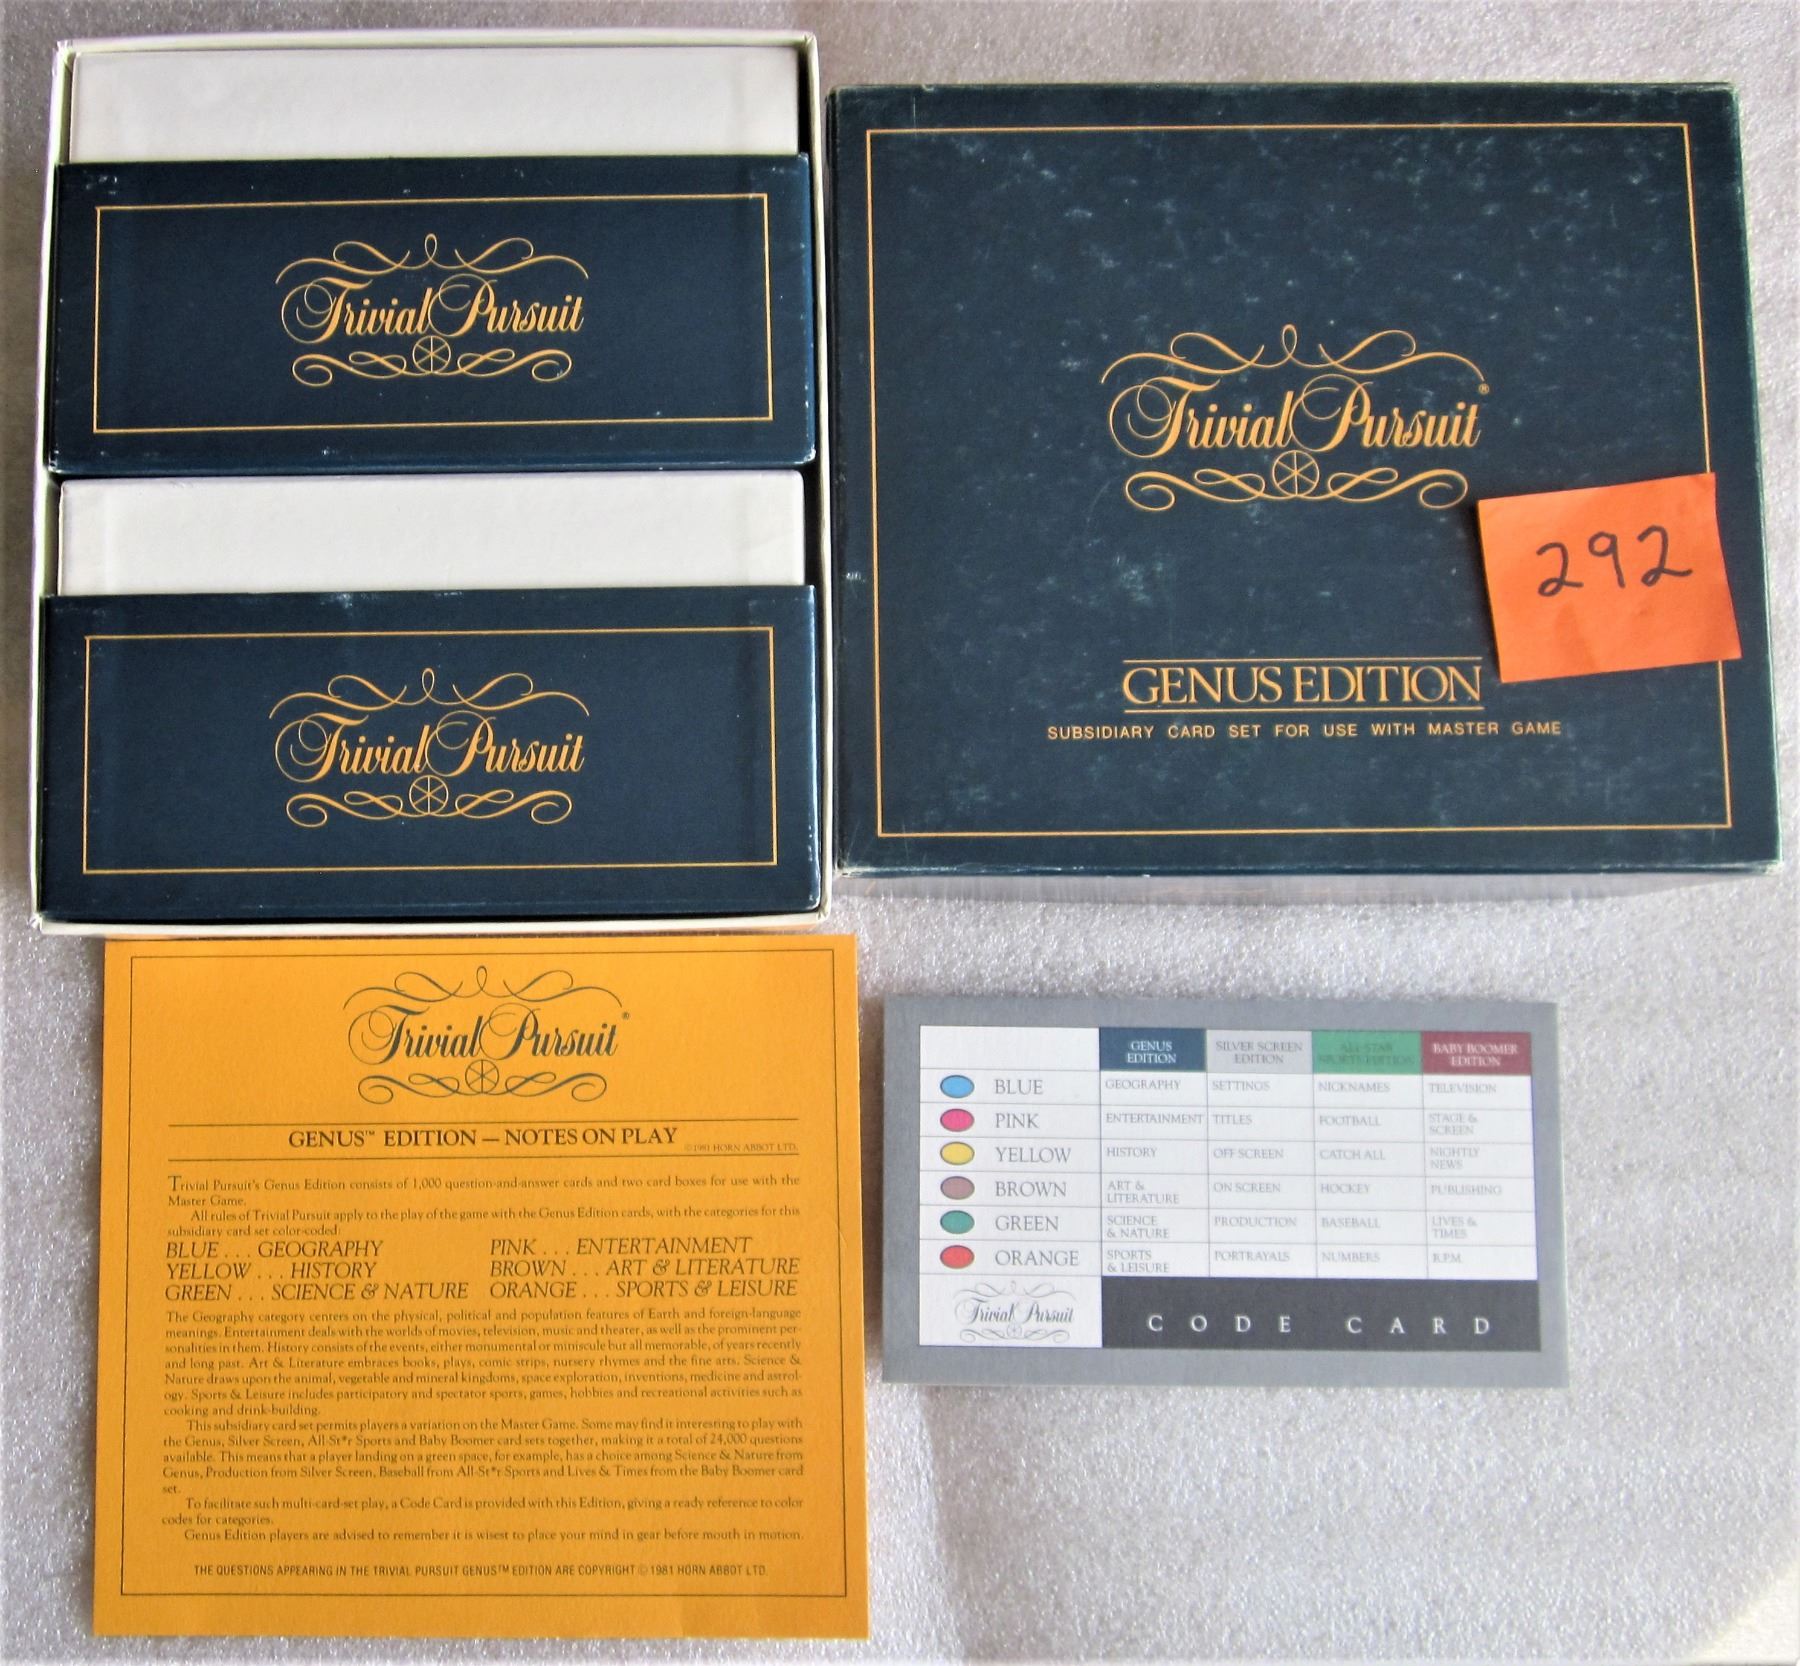 Trivial Pursuit
Trivial Pursuit
Trivial Pursuit®
292
GENUS EDITION
SUBSIDIARY CARD SET FOR USE WITH MASTER GAME
Trivial Pursuit®
GENUS™ EDITION — NOTES ON PLAY
©1981 HORN ABBOT LTD.
Trivial Pursuit's Genus Edition consists of 1,000 question-and-answer cards and two card boxes for use with the
Master Game.
All rules of Trivial Pursuit apply to the play of the game with the Genus Edition cards, with the categories for this
subsidiary card set color-coded:
BLUE . . . GEOGRAPHY PINK . . . ENTERTAINMENT
YELLOW . . . HISTORY BROWN . . . ART & LITERATURE
GREEN . . . SCIENCE & NATURE ORANGE . . . SPORTS & LEISURE
The Geography category centers on the physical, political and population features of Earth and foreign-language
meanings. Entertainment deals with the worlds of movies, television, music and theater, as well as the prominent per-
sonalities in them. History consists of the events, either monumental or miniscule but all memorable, of years recently
and long past. Art & Literature embraces books, plays, comic strips, nursery rhymes and the fine arts. Science &
Nature draws upon the animal, vegetable and mineral kingdoms, space exploration, inventions, medicine and astrol-
ogy. Sports & Leisure includes participatory and spectator sports, games, hobbies and recreational activities such as
cooking and drink-building.
This subsidiary card set permits players a variation on the Master Game. Some may find it interesting to play with
the Genus, Silver Screen, All-St*r Sports and Baby Boomer card sets together, making it a total of 24,000 questions
available. This means that a player landing on a green space, for example, has a choice among Science & Nature from
Genus, Production from Silver Screen, Baseball from All-St*r Sports and Lives & Times from the Baby Boomer card
set.
To facilitate such multi-card-set play, a Code Card is provided with this Edition, giving a ready reference to color
codes for categories.
Genus Edition players are advised to remember it is wisest to place your mind in gear before mouth in motion.
THE QUESTIONS APPEARING IN THE TRIVIAL PURSUIT GENUS™ EDITION ARE COPYRIGHT © 1981 HORN ABBOT LTD.
GENUS EDITION SILVER SCREEN EDITION ALL-STAR SPORTS EDITION BABY BOOMER EDITION
BLUE GEOGRAPHY SETTINGS NICKNAMES TELEVISION
PINK ENTERTAINMENT TITLES FOOTBALL STAGE & SCREEN
YELLOW HISTORY OFF SCREEN CATCH ALL NIGHTLY NEWS
BROWN ART & LITERATURE ON SCREEN HOCKEY PUBLISHING
GREEN SCIENCE & NATURE PRODUCTION BASEBALL LIVES & TIMES
ORANGE SPORTS & LEISURE PORTRAYALS NUMBERS R.P.M.
Trivial Pursuit
CODE CARD